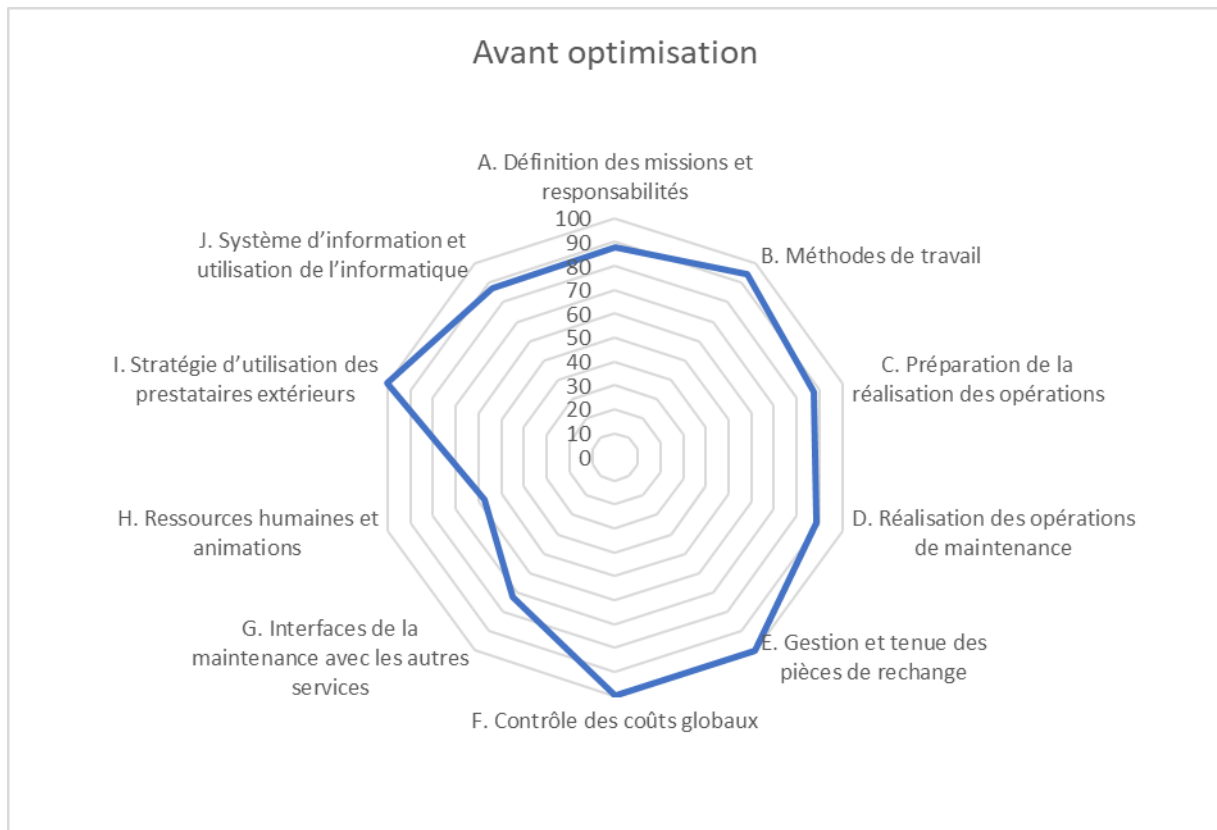 Avant optimisation
A. Définition des missions et
responsabilités
B. Méthodes de travail
C. Préparation de la
réalisation des opérations
D. Réalisation des opérations
de maintenance
E. Gestion et tenue des
pièces de rechange
F. Contrôle des coûts globaux
G. Interfaces de la
maintenance avec les autres
services
H. Ressources humaines et
animations
I. Stratégie d’utilisation des
prestataires extérieurs
J. Système d’information et
utilisation de l’informatique
100
90
80
70
60
50
40
30
20
10
0